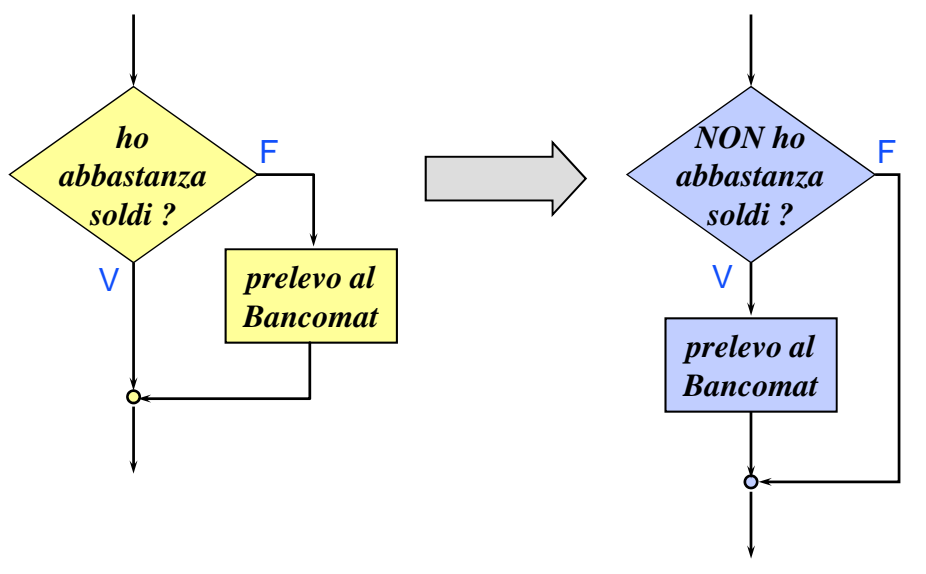 ho
abbastanza
soldi ?
F
V
prelevo al
Bancomat
NON ho
abbastanza
soldi ?
F
V
prelevo al
Bancomat